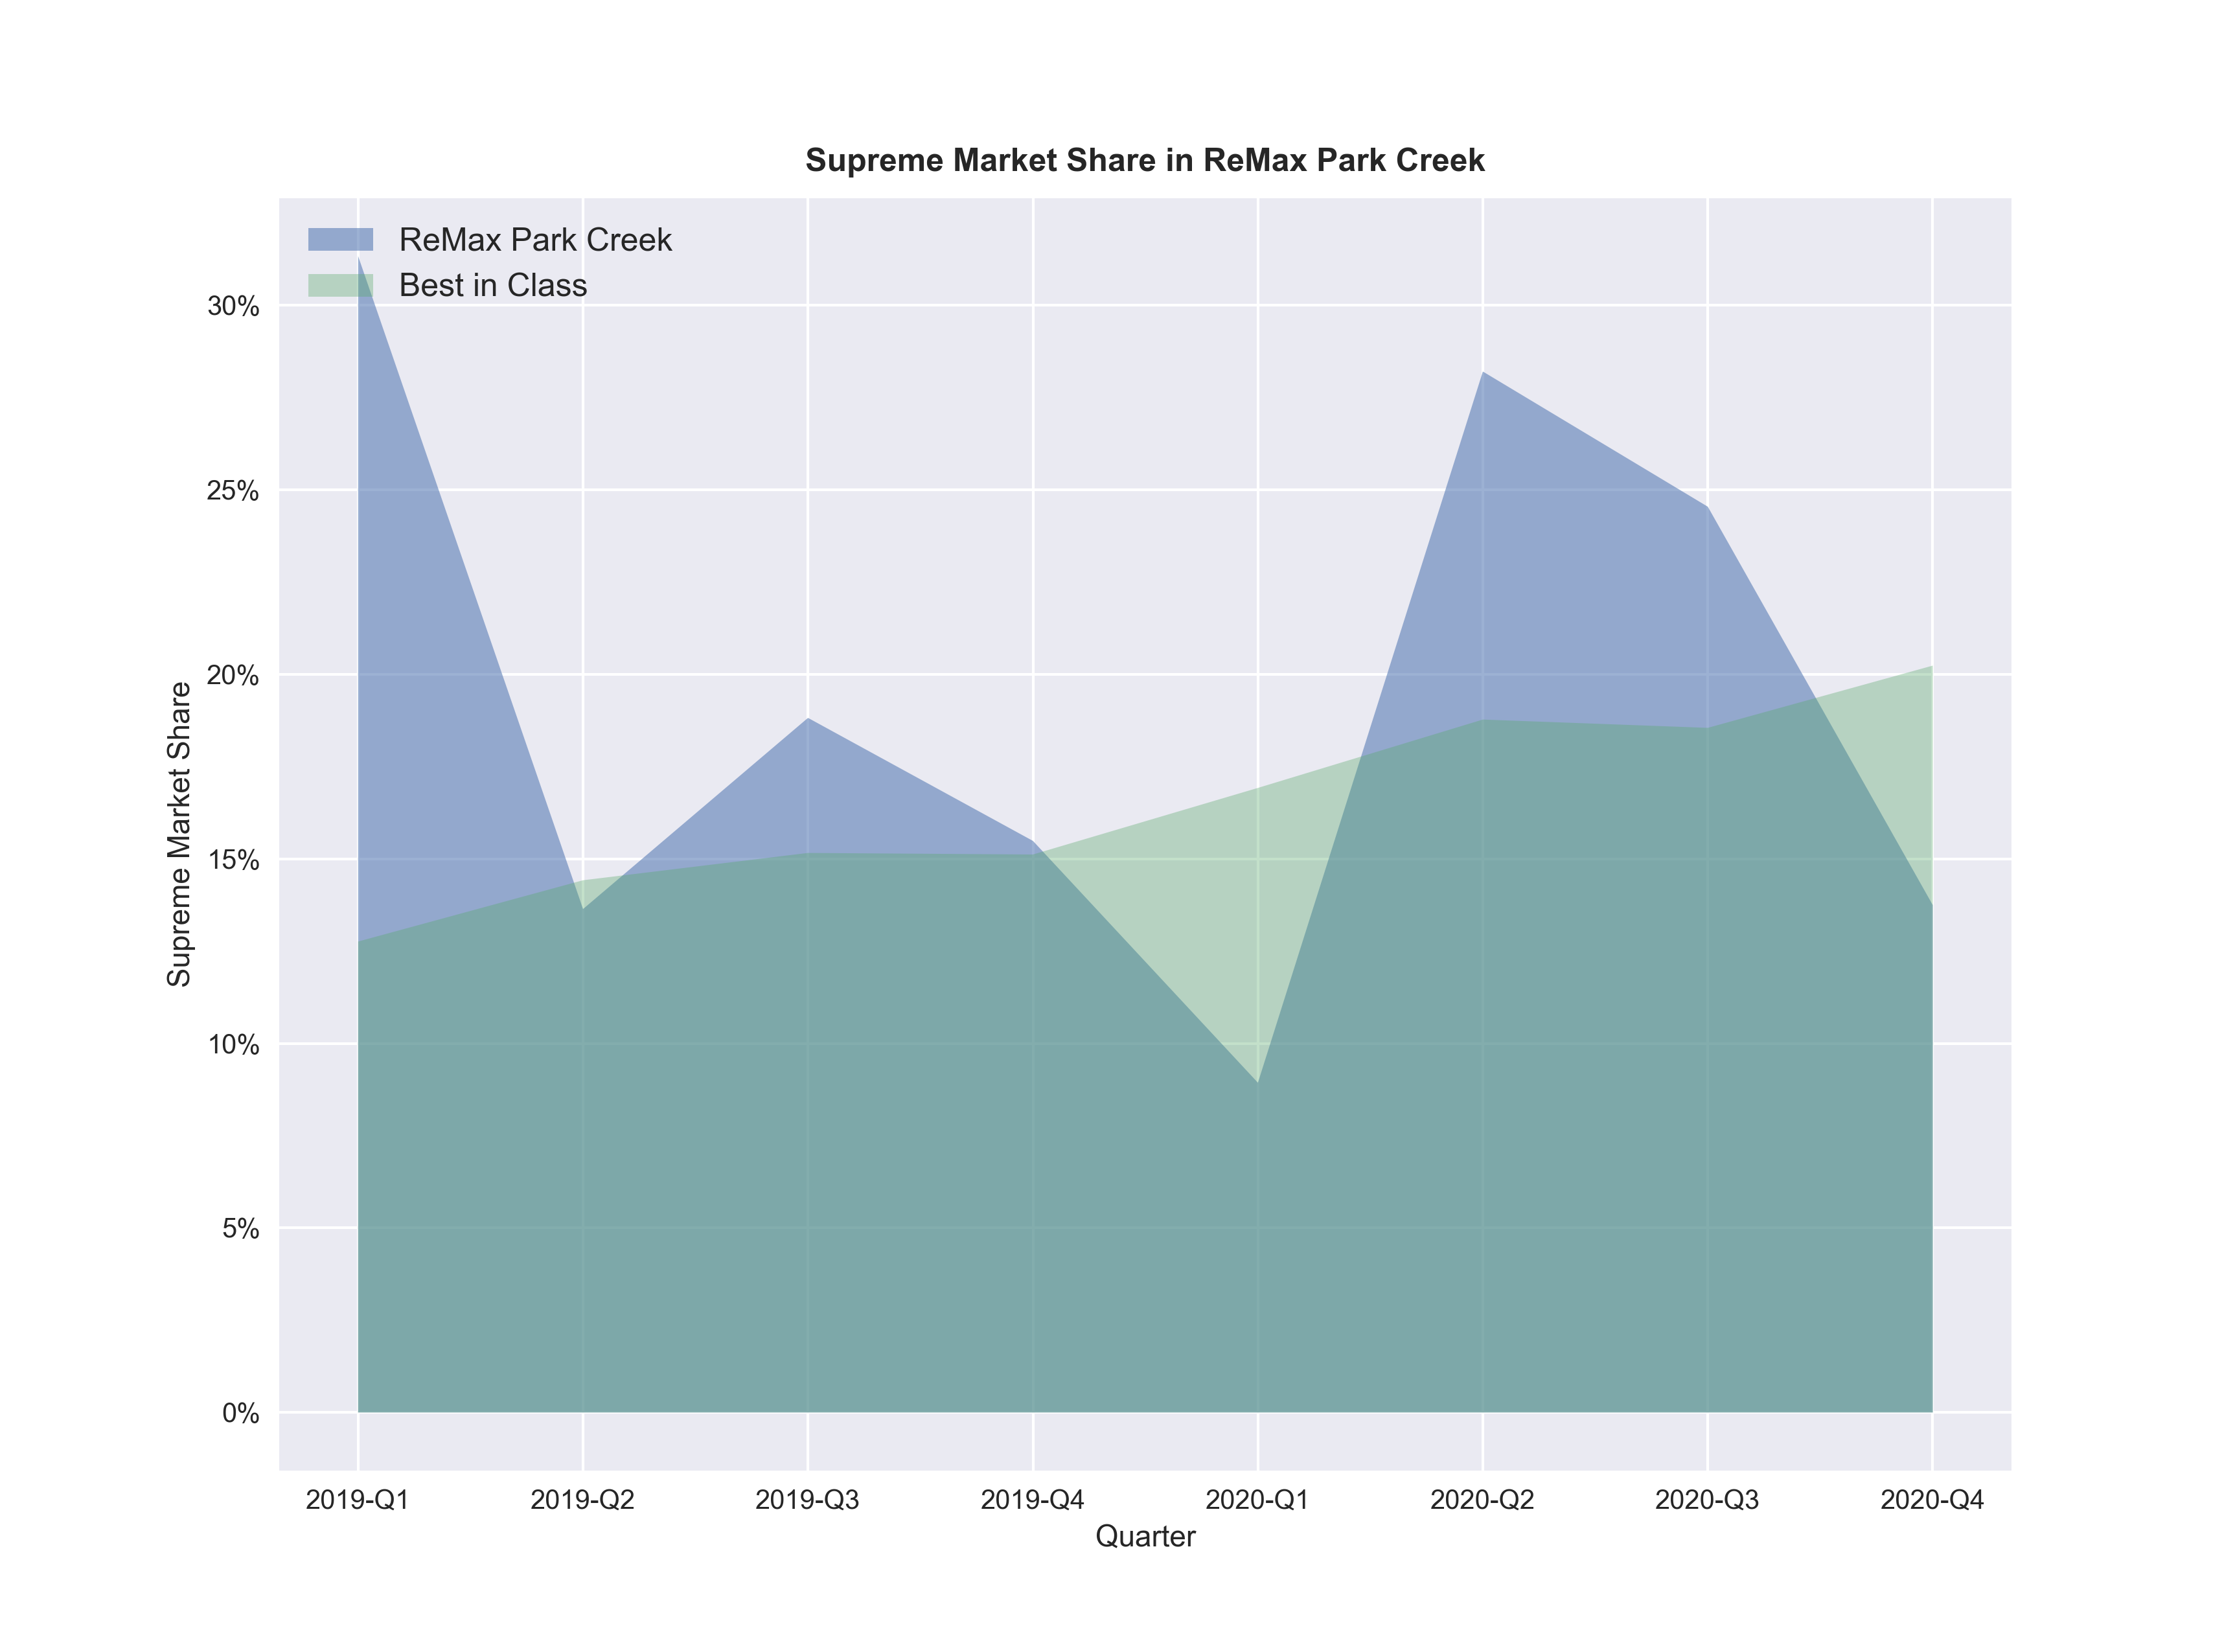 Supreme Market Share in ReMax Park Creek
ReMax Park Creek
Best in Class
30%
25%
20%
15%
10%
5%
0%
Supreme Market Share
2019-Q1 2019-Q2 2019-Q3 2019-Q4 2020-Q1 2020-Q2 2020-Q3 2020-Q4
Quarter